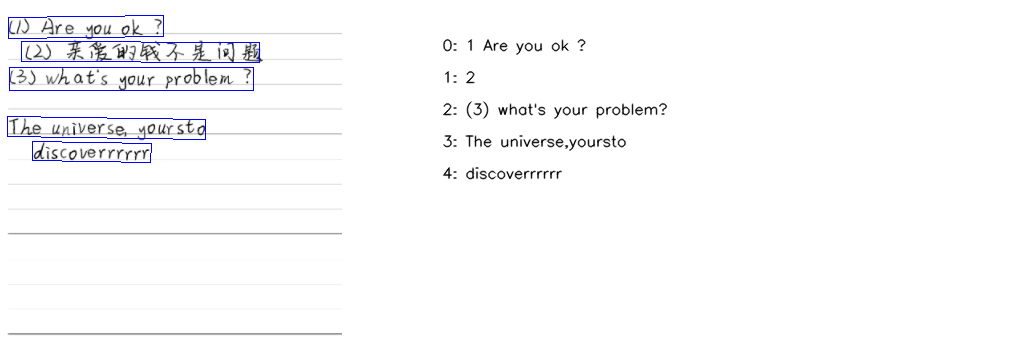 (1) Are you ok ?
(2) 亲爱的钱不是问题
(3) what's your problem ?
The universe, yoursto
discoverrrrrr
0: 1 Are you ok ?
1: 2
2: (3) what's your problem?
3: The universe,yoursto
4: discoverrrrrr